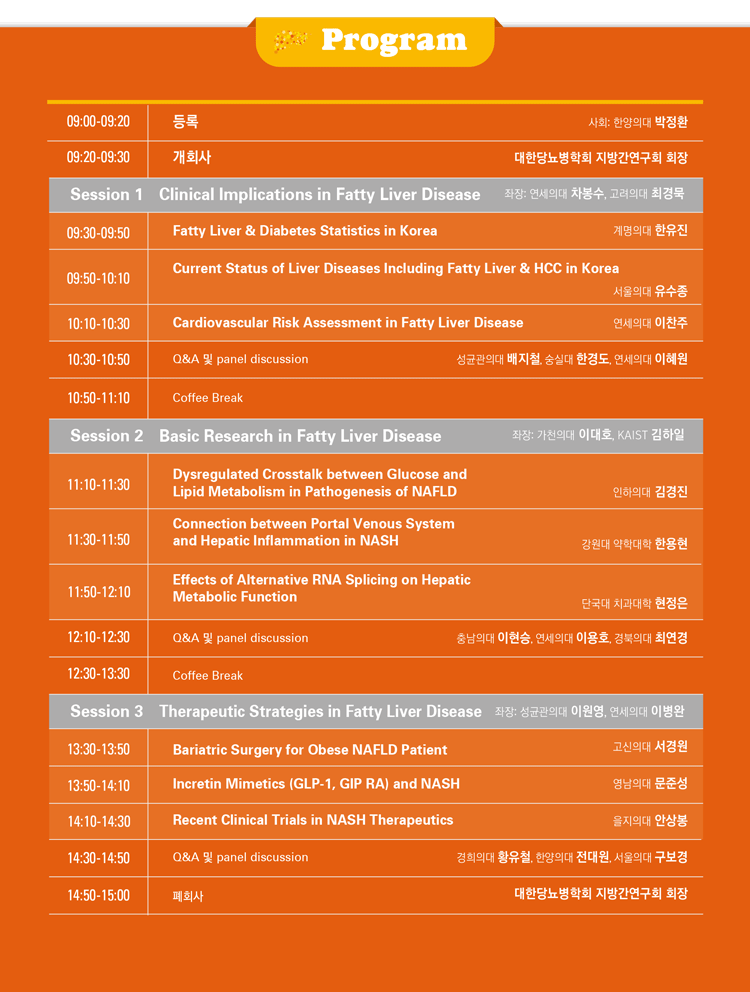 Program
09:00-09:20 등록 사회: 한양의대 박정환
09:20-09:30 개회사 대한당뇨병학회 지방간연구회 회장
Session 1 Clinical Implications in Fatty Liver Disease 좌장: 연세의대 차봉수, 고려의대 최경묵
09:30-09:50 Fatty Liver & Diabetes Statistics in Korea 계명의대 한유진
09:50-10:10 Current Status of Liver Diseases Including Fatty Liver & HCC in Korea
서울의대 유수종
10:10-10:30 Cardiovascular Risk Assessment in Fatty Liver Disease 연세의대 이찬주
10:30-10:50 Q&A 및 panel discussion 성균관의대 배지철, 숭실대 한경도, 연세의대 이혜원
10:50-11:10 Coffee Break
Session 2 Basic Research in Fatty Liver Disease 좌장: 가천의대 이대호, KAIST 김하일
11:10-11:30 Dysregulated Crosstalk between Glucose and
Lipid Metabolism in Pathogenesis of NAFLD 인하의대 김경진
11:30-11:50 Connection between Portal Venous System
and Hepatic Inflammation in NASH 강원대 약학대학 한용현
11:50-12:10 Effects of Alternative RNA Splicing on Hepatic
Metabolic Function 단국대 치과대학 현정은
12:10-12:30 Q&A 및 panel discussion 충남의대 이현승, 연세의대 이용호, 경북의대 최연경
12:30-13:30 Coffee Break
Session 3 Therapeutic Strategies in Fatty Liver Disease 좌장: 성균관의대 이원영, 연세의대 이병완
13:30-13:50 Bariatric Surgery for Obese NAFLD Patient 고신의대 서경원
13:50-14:10 Incretin Mimetics (GLP-1, GIP RA) and NASH 영남의대 문준성
14:10-14:30 Recent Clinical Trials in NASH Therapeutics 을지의대 안상봉
14:30-14:50 Q&A 및 panel discussion 경희의대 황유철, 한양의대 전대원, 서울의대 구보경
14:50-15:00 폐회사 대한당뇨병학회 지방간연구회 회장